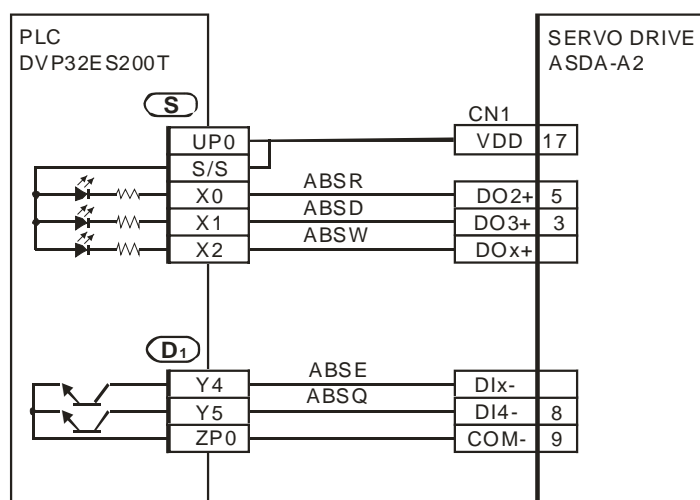 PLC
DVP32ES200T
SERVO DRIVE
ASDA-A2
S
CN1
UP0
VDD 17
S/S
X0 ABSR DO2+ 5
X1 ABSD DO3+ 3
X2 ABSW DOx+
D1
Y4 ABSE DIx-
Y5 ABSQ DI4- 8
ZP0 COM- 9